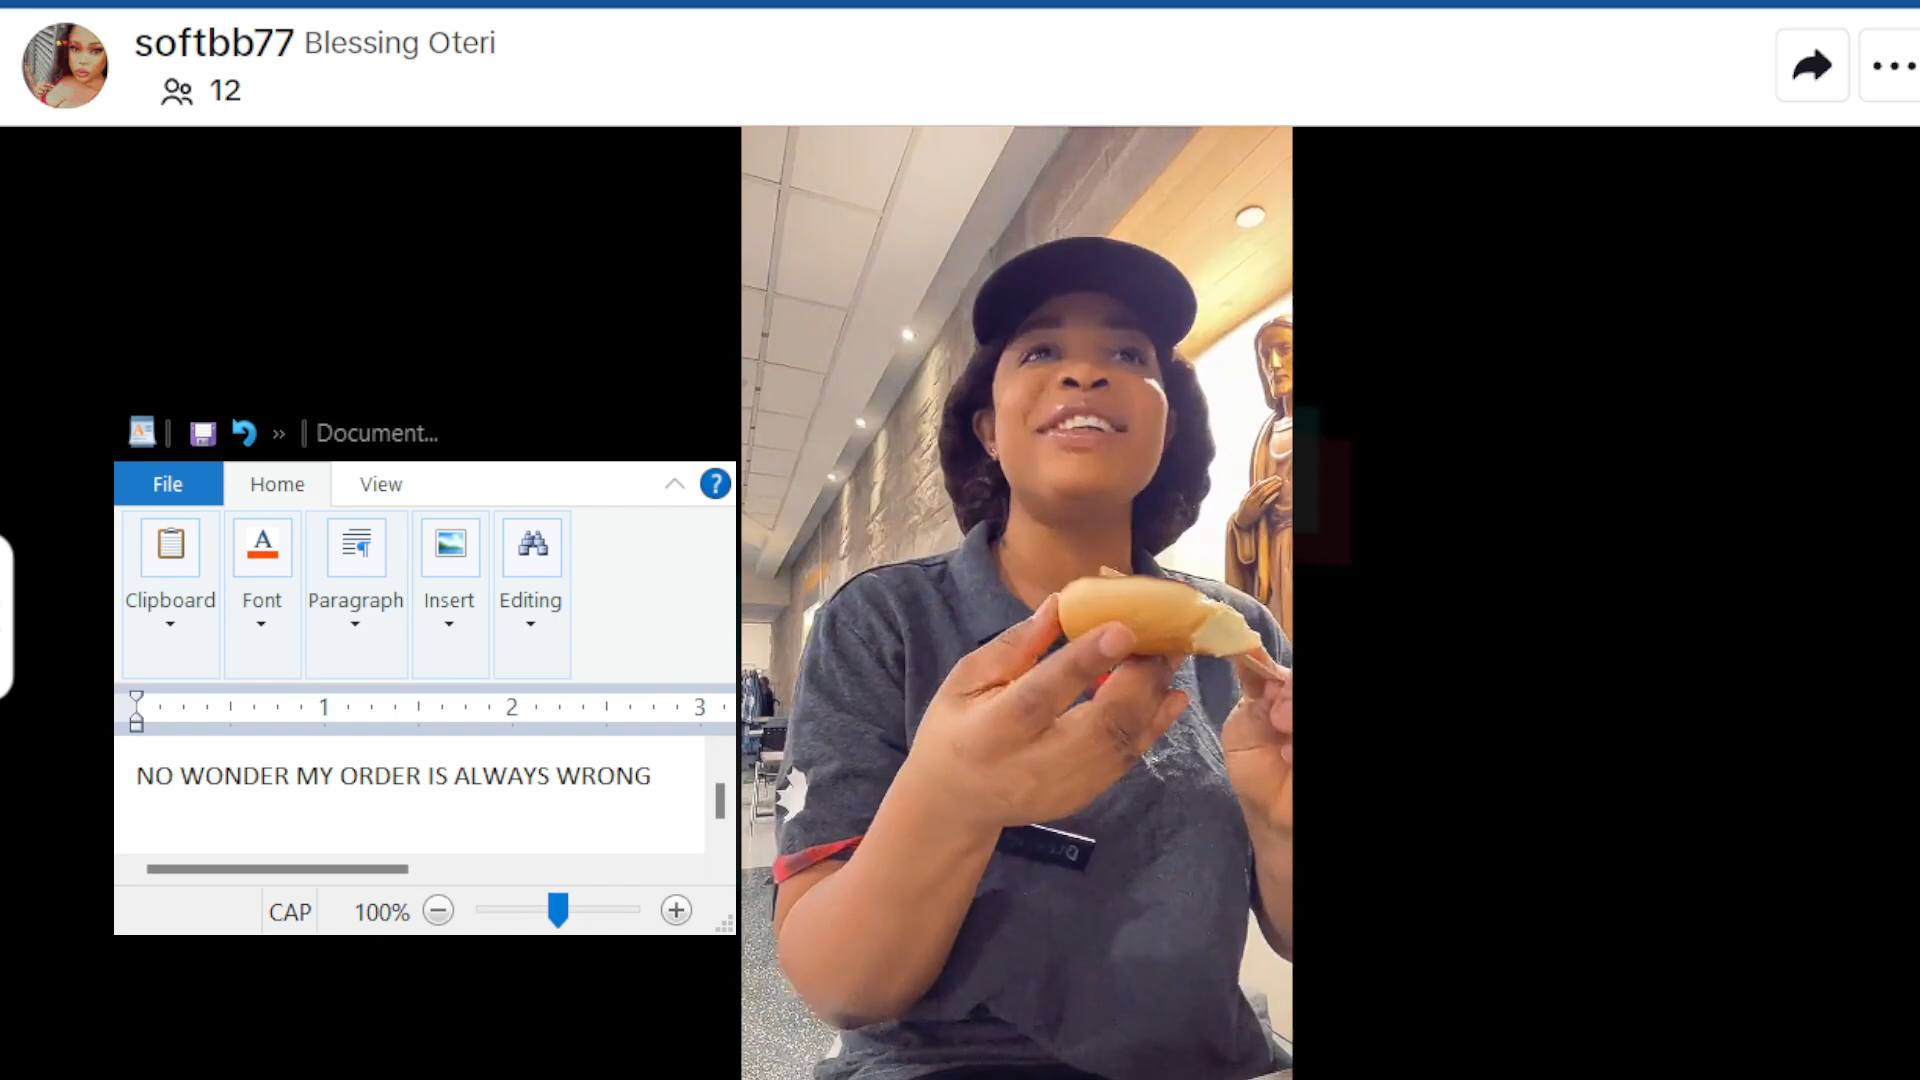 softbb77 Blessing Oteri
12
Document...
File Home View
Clipboard Font Paragraph Insert Editing
1 2 3
NO WONDER MY ORDER IS ALWAYS WRONG
CAP 100%